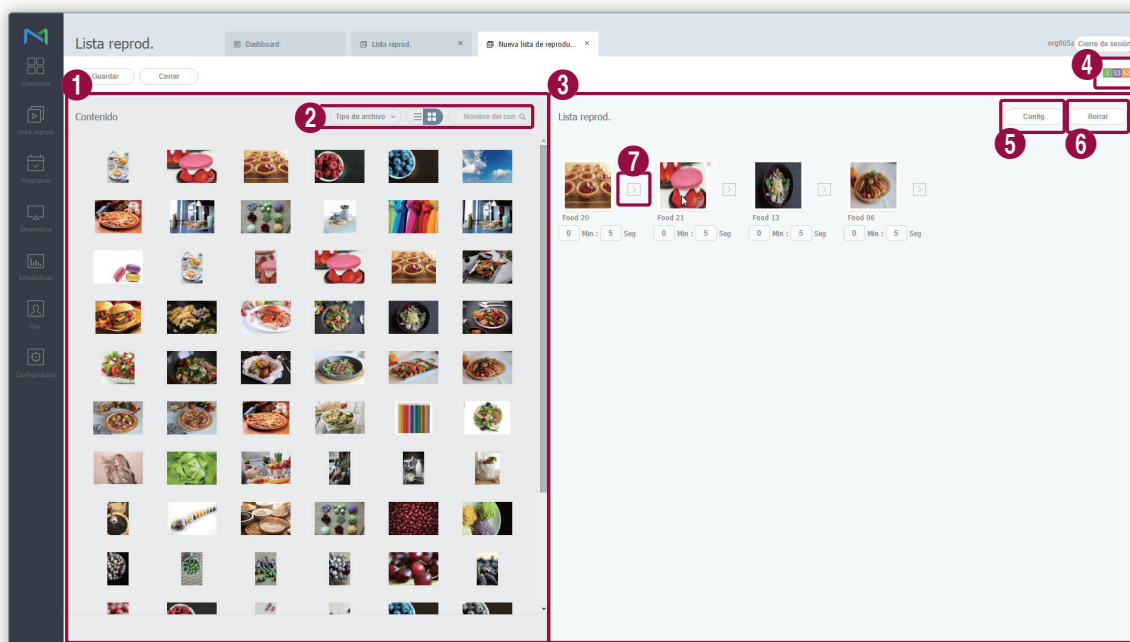 Lista reprod.
Dashboard
Lista reprod. ×
Nueva lista de reprodu... ×
org005a
Cierre de sesión
Contenido
Lista reprod.
Programar
Dispositivo
Estadísticas
Configuración
Guardar
Cerrar
1
3
4
I S3 S2
Contenido
2
Tipo de archivo
Nombre del con
Lista reprod.
Config.
Borrar
5
6
7
Food 20
Food 21
Food 13
Food 06
0 Min : 5 Seg
0 Min : 5 Seg
0 Min : 5 Seg
0 Min : 5 Seg